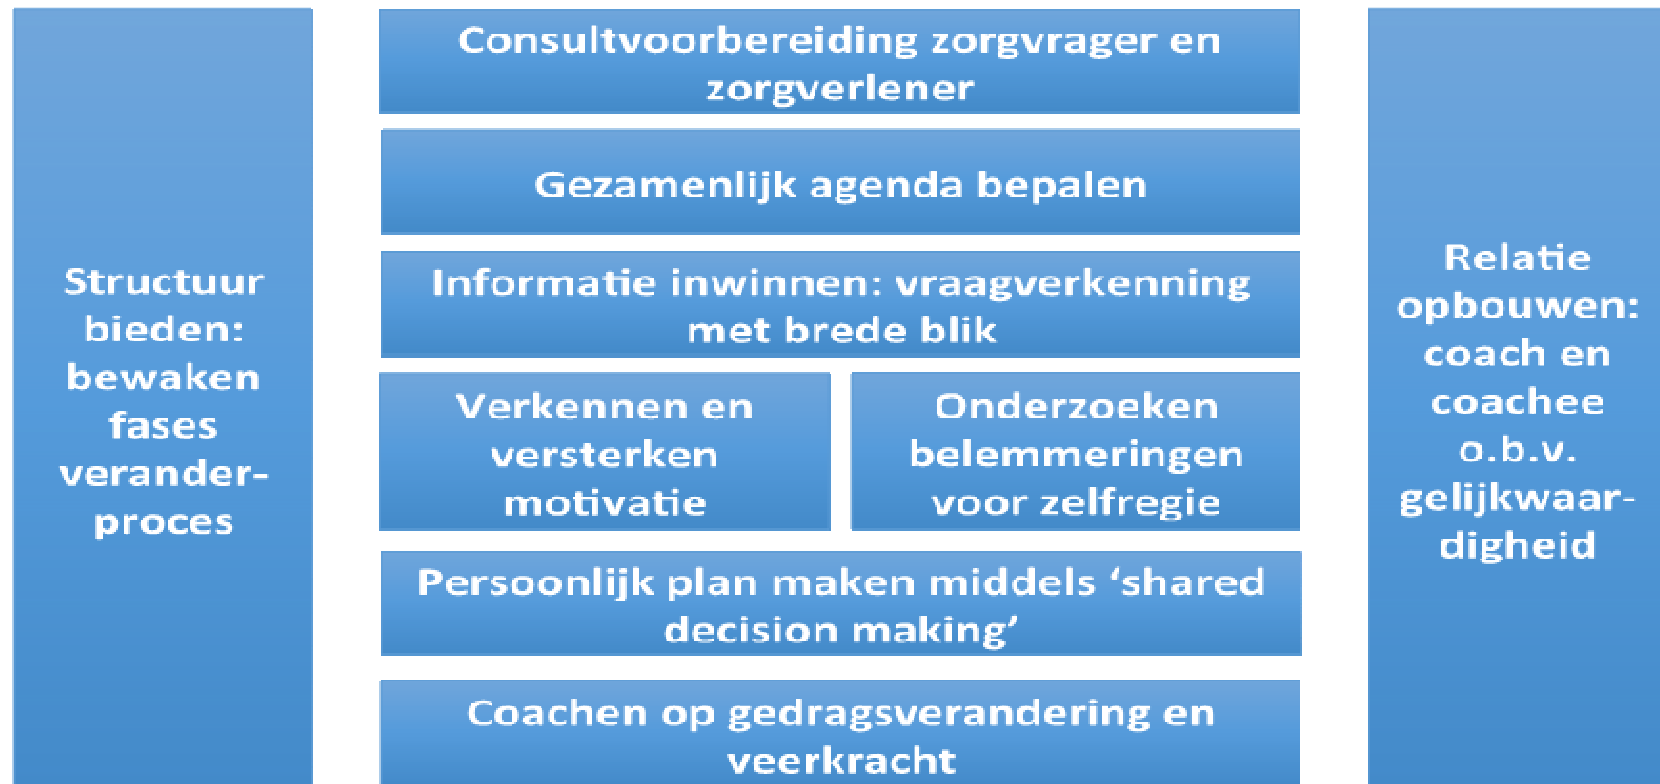 Structuur
bieden:
bewaken
fases
verander-
proces
Consultvoorbereiding zorgvrager en
zorgverlener
Gezamenlijk agenda bepalen
Informatie inwinnen: vraagverkenning
met brede blik
Verkennen en
versterken
motivatie
Onderzoeken
belemmeringen
voor zelfregie
Persoonlijk plan maken middels ‘shared
decision making’
Coachen op gedragsverandering en
veerkracht
Relatie
opbouwen:
coach en
coachee
o.b.v.
gelijkwaar-
digheid